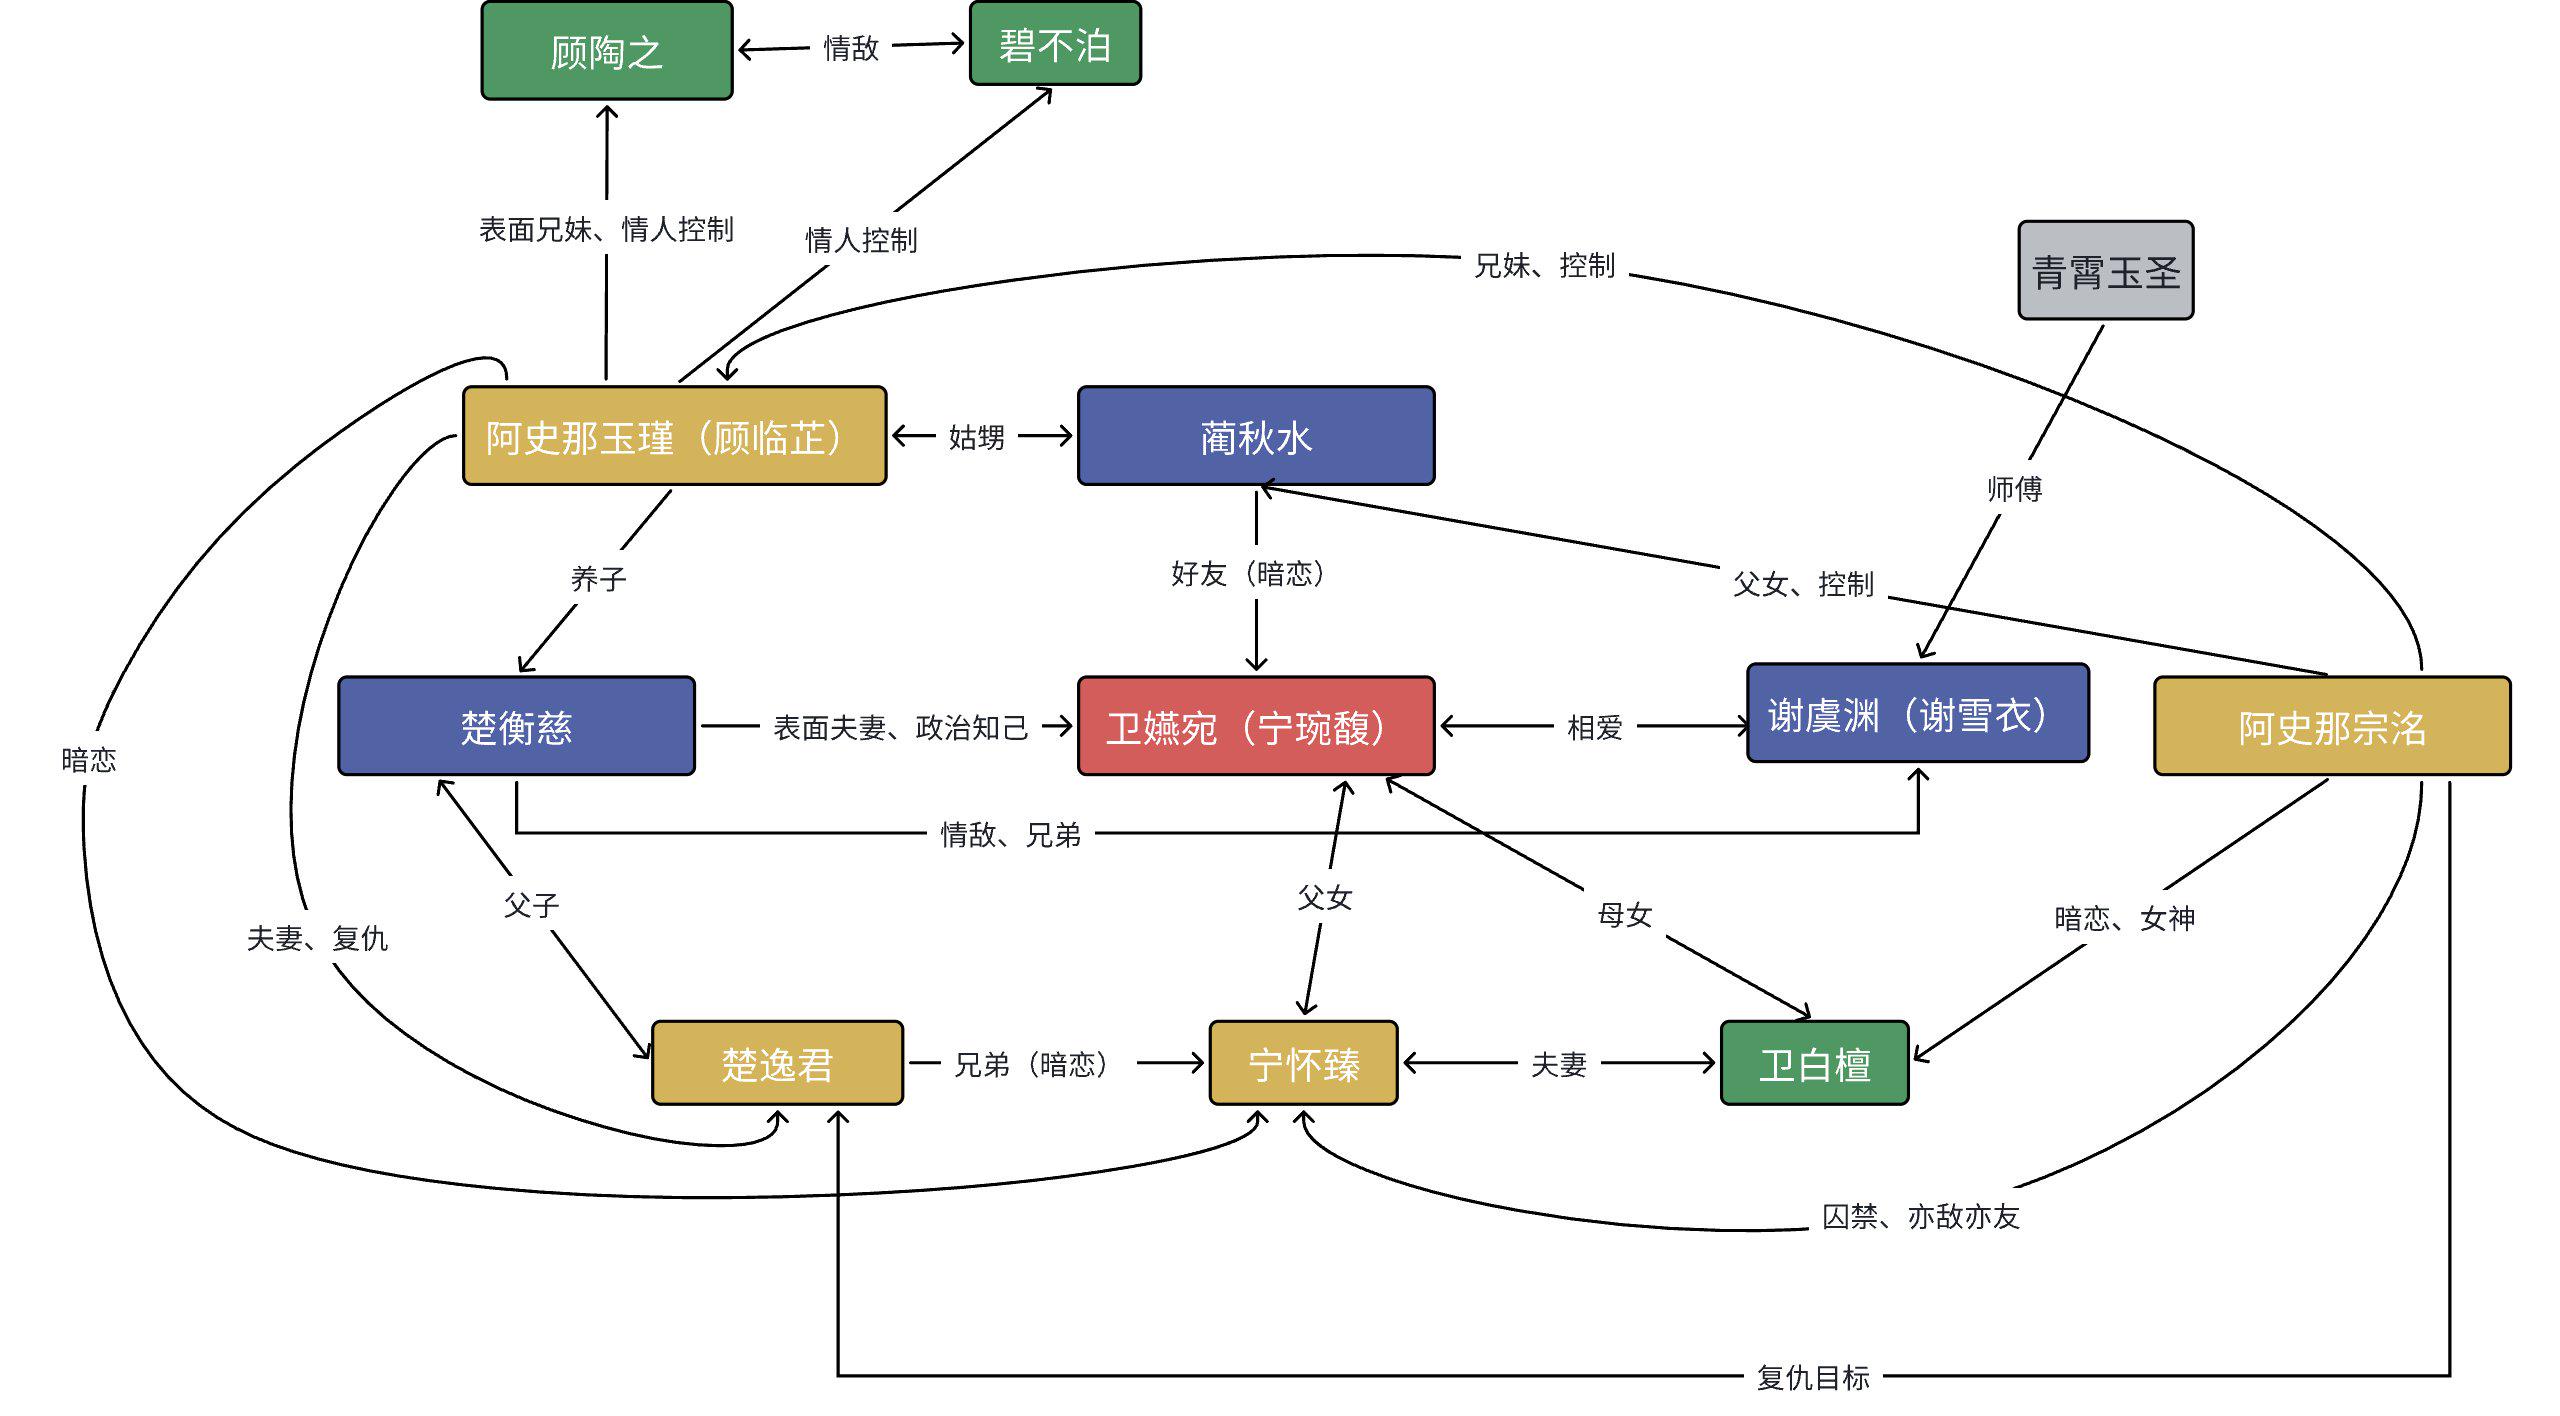 顾陶之
情敌
碧不泊
表面兄妹、情人控制
情人控制
兄妹、控制
青霄玉圣
阿史那玉瑾（顾临芷）
姑甥
蔺秋水
师傅
养子
好友（暗恋）
父女、控制
楚衡慈
表面夫妻、政治知己
卫嬿宛（宁琬馥）
相爱
谢虞渊（谢雪衣）
阿史那宗洺
暗恋
情敌、兄弟
父子
父女
母女
暗恋、女神
夫妻、复仇
楚逸君
兄弟（暗恋）
宁怀臻
夫妻
卫白檀
囚禁、亦敌亦友
复仇目标